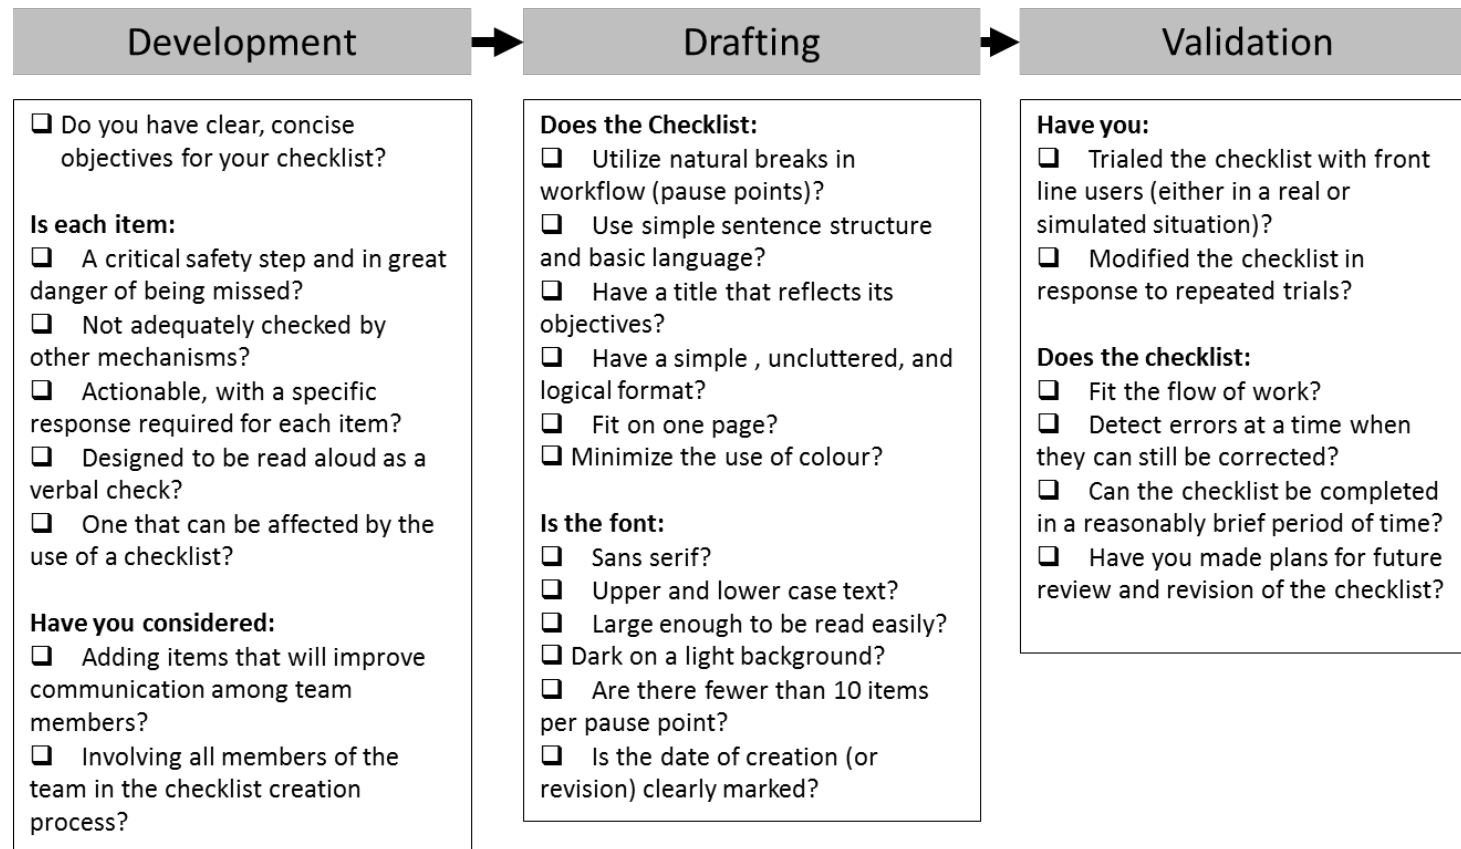 Development
Drafting
Validation
❑ Do you have clear, concise
objectives for your checklist?
Is each item:
❑ A critical safety step and in great
danger of being missed?
❑ Not adequately checked by
other mechanisms?
❑ Actionable, with a specific
response required for each item?
❑ Designed to be read aloud as a
verbal check?
❑ One that can be affected by the
use of a checklist?
Have you considered:
❑ Adding items that will improve
communication among team
members?
❑ Involving all members of the
team in the checklist creation
process?
Does the Checklist:
❑ Utilize natural breaks in
workflow (pause points)?
❑ Use simple sentence structure
and basic language?
❑ Have a title that reflects its
objectives?
❑ Have a simple , uncluttered, and
logical format?
❑ Fit on one page?
❑ Minimize the use of colour?
Is the font:
❑ Sans serif?
❑ Upper and lower case text?
❑ Large enough to be read easily?
❑ Dark on a light background?
❑ Are there fewer than 10 items
per pause point?
❑ Is the date of creation (or
revision) clearly marked?
Have you:
❑ Trialed the checklist with front
line users (either in a real or
simulated situation)?
❑ Modified the checklist in
response to repeated trials?
Does the checklist:
❑ Fit the flow of work?
❑ Detect errors at a time when
they can still be corrected?
❑ Can the checklist be completed
in a reasonably brief period of time?
❑ Have you made plans for future
review and revision of the checklist?